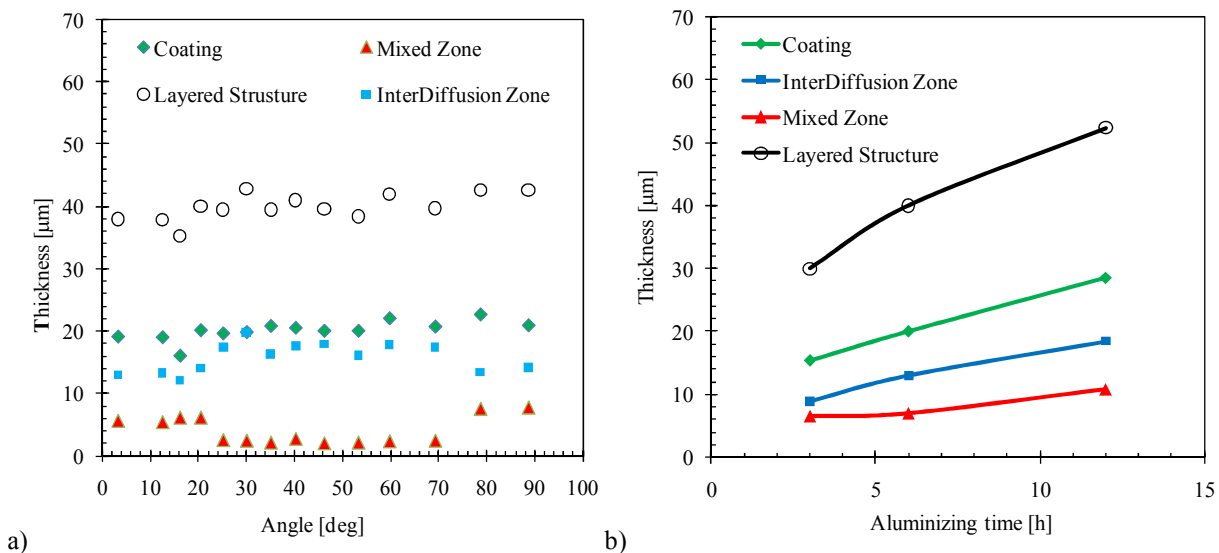 70
60
50
40
30
20
10
0
Thickness [µm]
Coating
Mixed Zone
Layered Strusture
InterDiffusion Zone
0 10 20 30 40 50 60 70 80 90 100
Angle [deg]
a)
70
60
50
40
30
20
10
0
Thickness [µm]
Coating
InterDiffusion Zone
Mixed Zone
Layered Structure
0 5 10 15
Aluminizing time [h]
b)